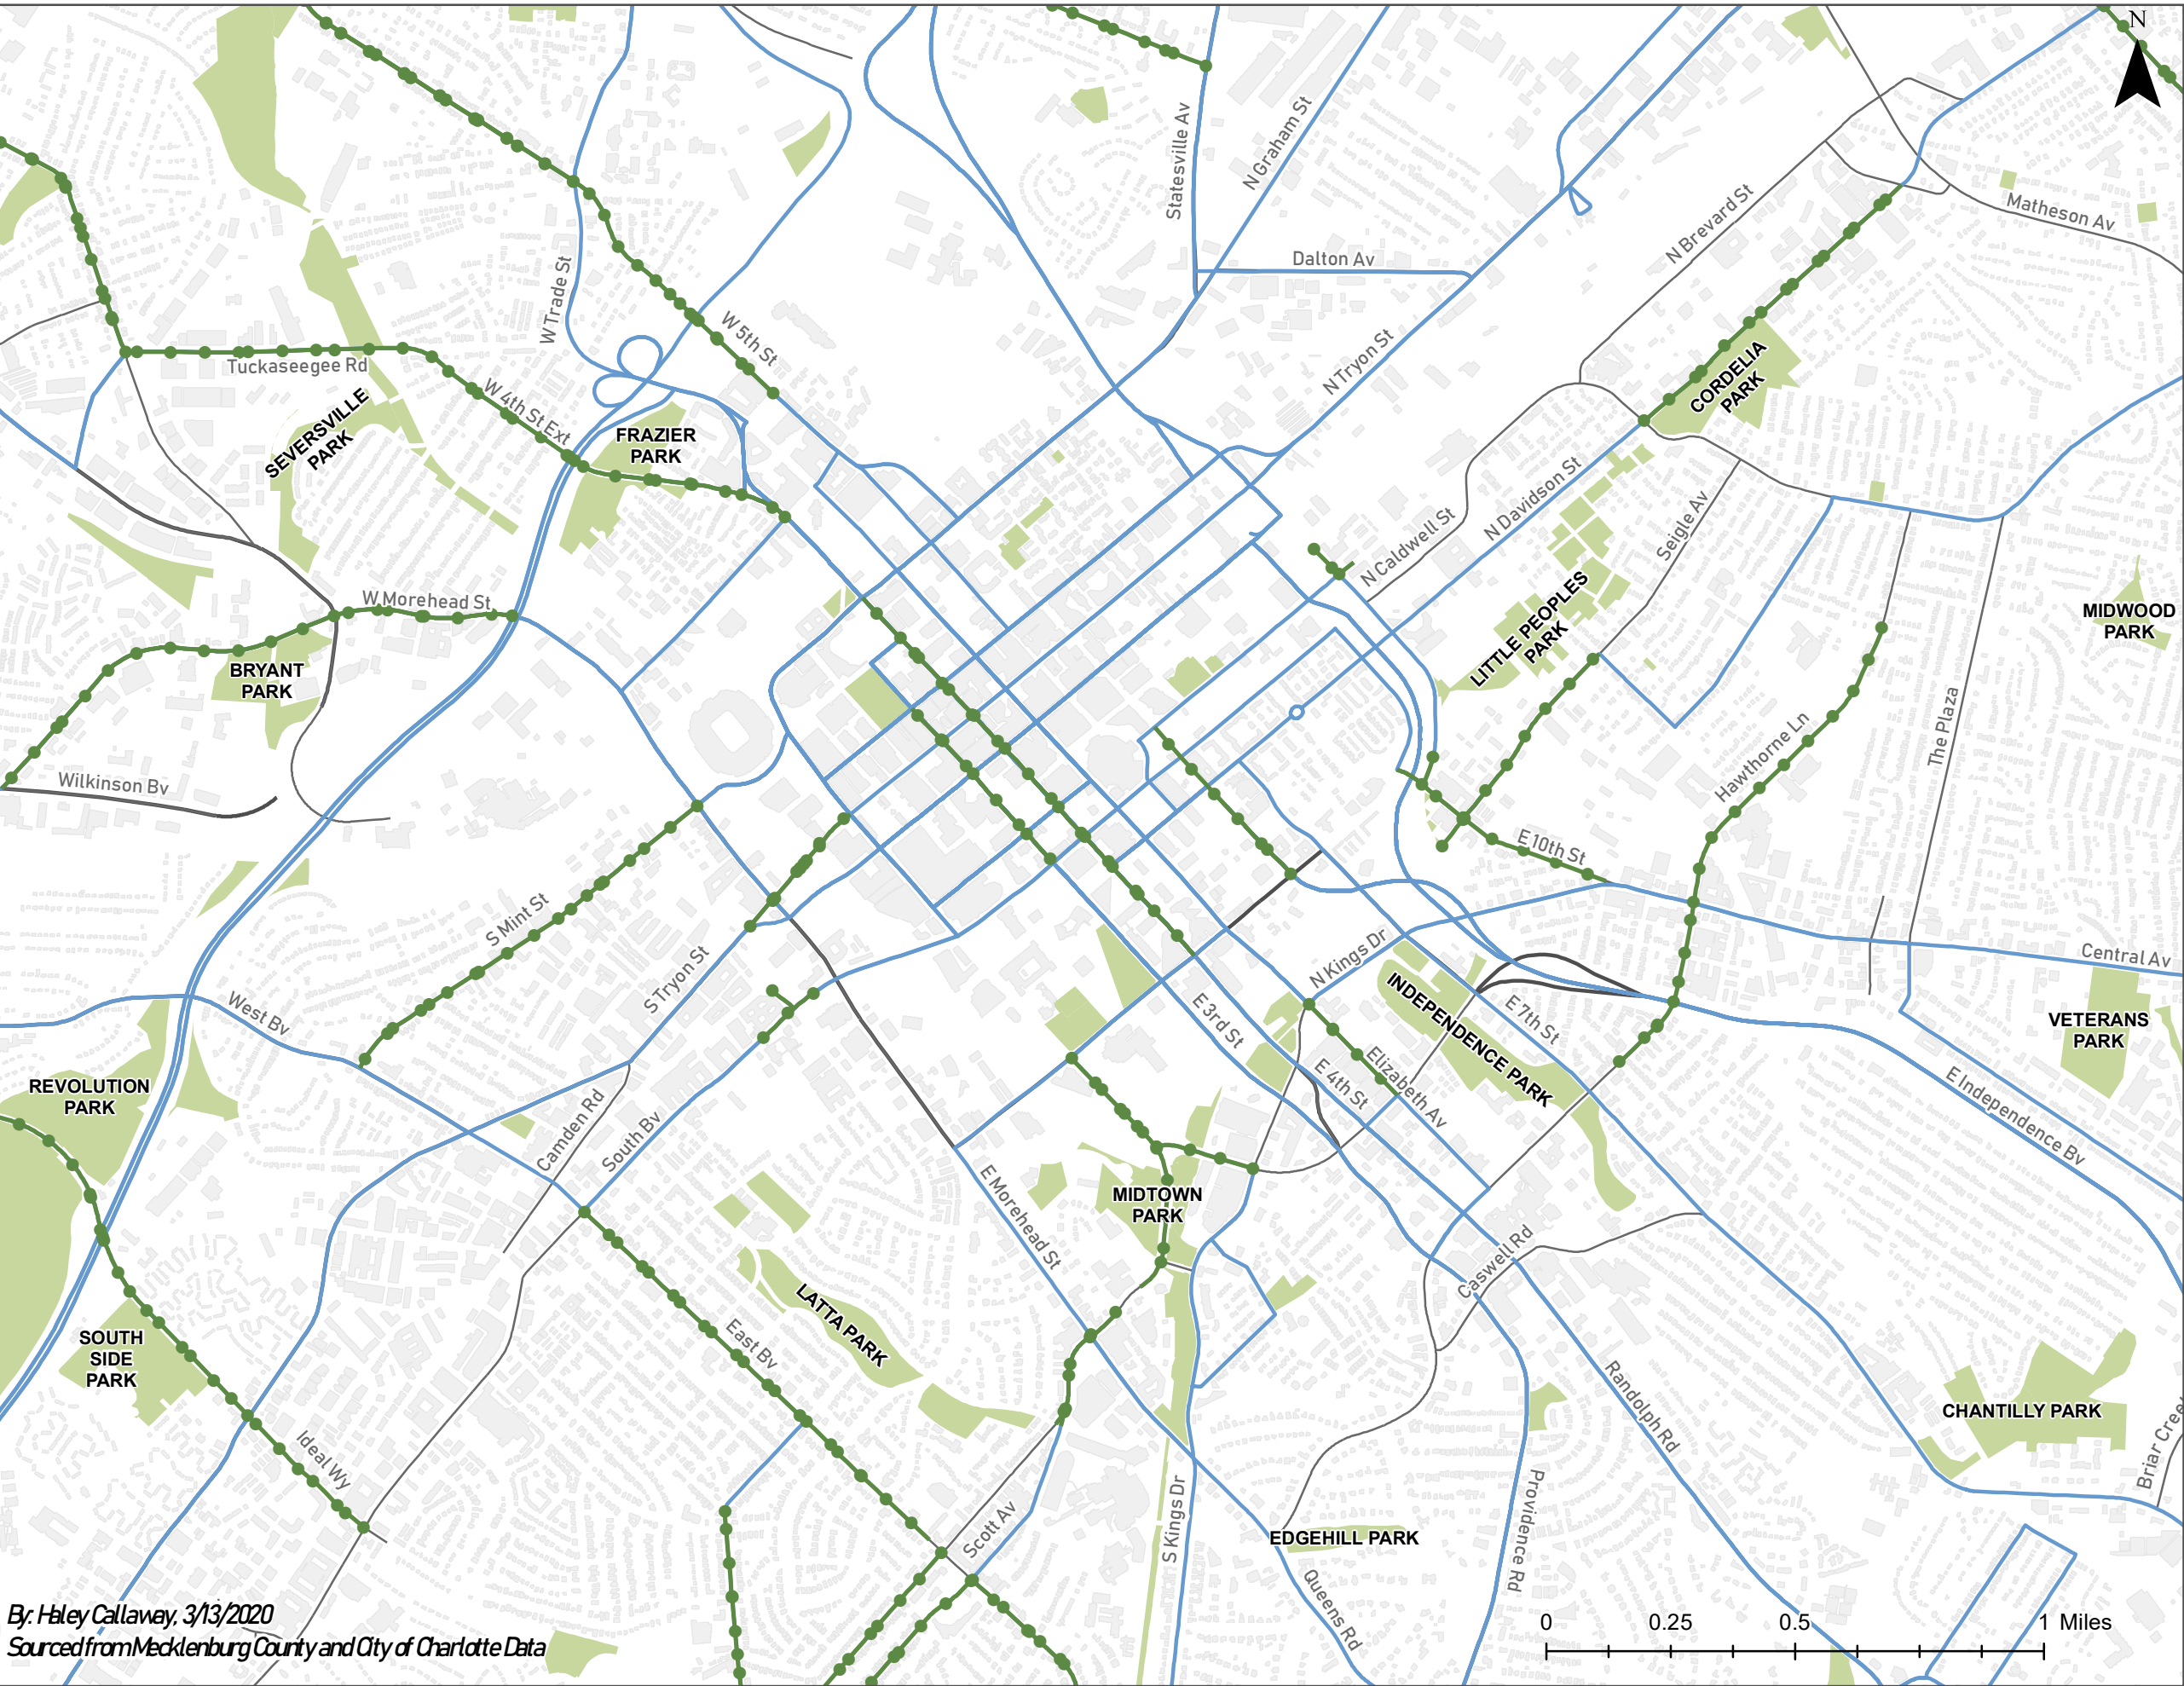 N
Statesville Av
N Graham St
N Brevard St
Matheson Av
Dalton Av
W Trade St
W 5th St
N Tryon St
Tuckaseegee Rd
W 4th St Ext
SEVERSVILLE
PARK
FRAZIER
PARK
CORDELIA
PARK
N Davidson St
N Caldwell St
Seigle Av
W Morehead St
LITTLE PEOPLES
PARK
MIDWOOD
PARK
BRYANT
PARK
The Plaza
Hawthorne Ln
Wilkinson Bv
E 10th St
S Mint St
S Tryon St
N Kings Dr
Central Av
West Bv
E 3rd St
INDEPENDENCE PARK
E 7th St
VETERANS
PARK
REVOLUTION
PARK
Camden Rd
South Bv
E 4th St
Elizabeth Av
E Independence Bv
E Morehead St
MIDTOWN
PARK
Caswell Rd
LATTA PARK
East Bv
SOUTH
SIDE
PARK
Randolph Rd
CHANTILLY PARK
Ideal Wy
Briar Cree
Scott Av
S Kings Dr
EDGEHILL PARK
Providence Rd
Queens Rd
By: Haley Callaway, 3/13/2020
Sourced from Mecklenburg County and City of Charlotte Data
0 0.25 0.5 1 Miles